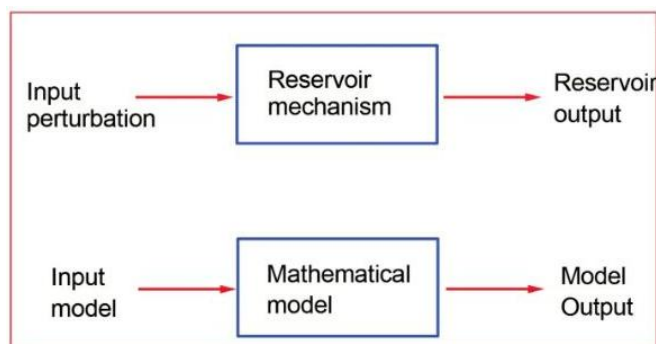 Input
perturbation
Reservoir
mechanism
Reservoir
output
Input
model
Mathematical
model
Model
Output